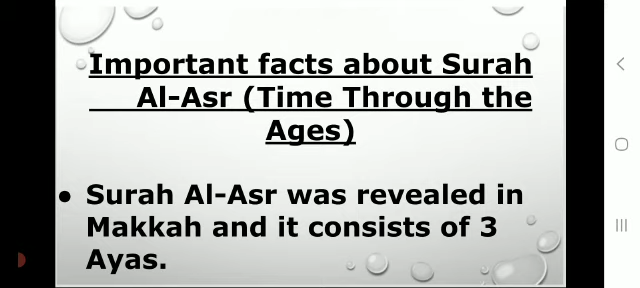 Important facts about Surah
Al-Asr (Time Through the
Ages)
● Surah Al-Asr was revealed in
Makkah and it consists of 3
Ayas.